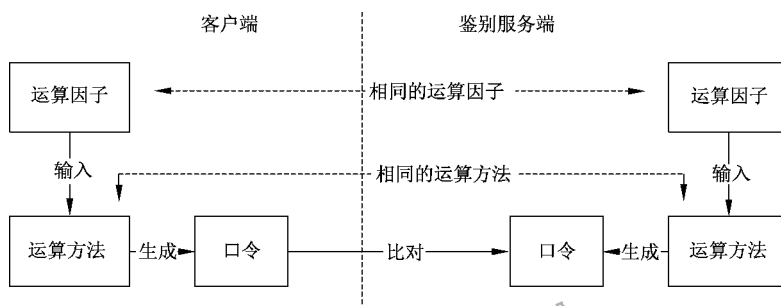 客户端 鉴别服务端
运算因子 相同的运算因子 运算因子
输入 相同的运算方法 输入
运算方法 生成 口令 比对 口令 生成 运算方法